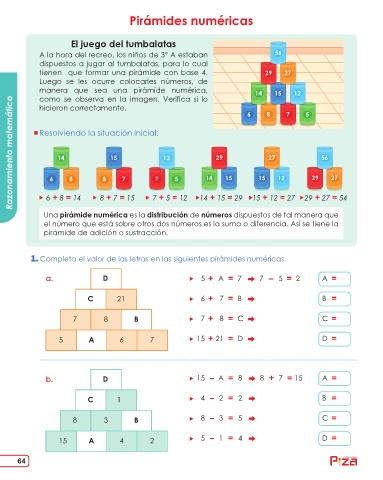 Pirámides numéricas
El juego del tumbalatas
A la hora del recreo, los niños de 3° A estaban
dispuestos a jugar al tumbalatas, para lo cual
tienen que formar una pirámide con base 4.
Luego se les ocurre colocarles números, de
manera que sea una pirámide numérica,
como se observa en la imagen. Verifica si lo
hicieron correctamente.
56
29 27
14 15 12
6 8 7 5
Razonamiento matemático
Resolviendo la situación inicial:
14 15 12 29 27 56
6 8 8 7 7 5 14 15 15 12 29 27
6 + 8 = 14 8 + 7 = 15 7 + 5 = 12 14 + 15 = 29 15 + 12 = 27 29 + 27 = 54
Una pirámide numérica es la distribución de números dispuestos de tal manera que
el número que está sobre otros dos números es la suma o diferencia. Así se tiene la
pirámide de adición o sustracción.
1. Completa el valor de las letras en las siguientes pirámides numéricas.
a. D 5 + A = 7 ⇨ 7 - 5 = 2 A =
C 21 6 + 7 = B ⇨ B =
7 8 B 7 + 8 = C ⇨ C =
5 A 6 7 15 + 21 = D ⇨ D =
b. D 15 - A = 8 ⇨ 8 + 7 = 15 A =
C 1 4 - 2 = 2 ⇨ B =
8 3 B 8 - 3 = 5 ⇨ C =
15 A 4 2 5 - 1 = 4 ⇨ D =
64
Piza